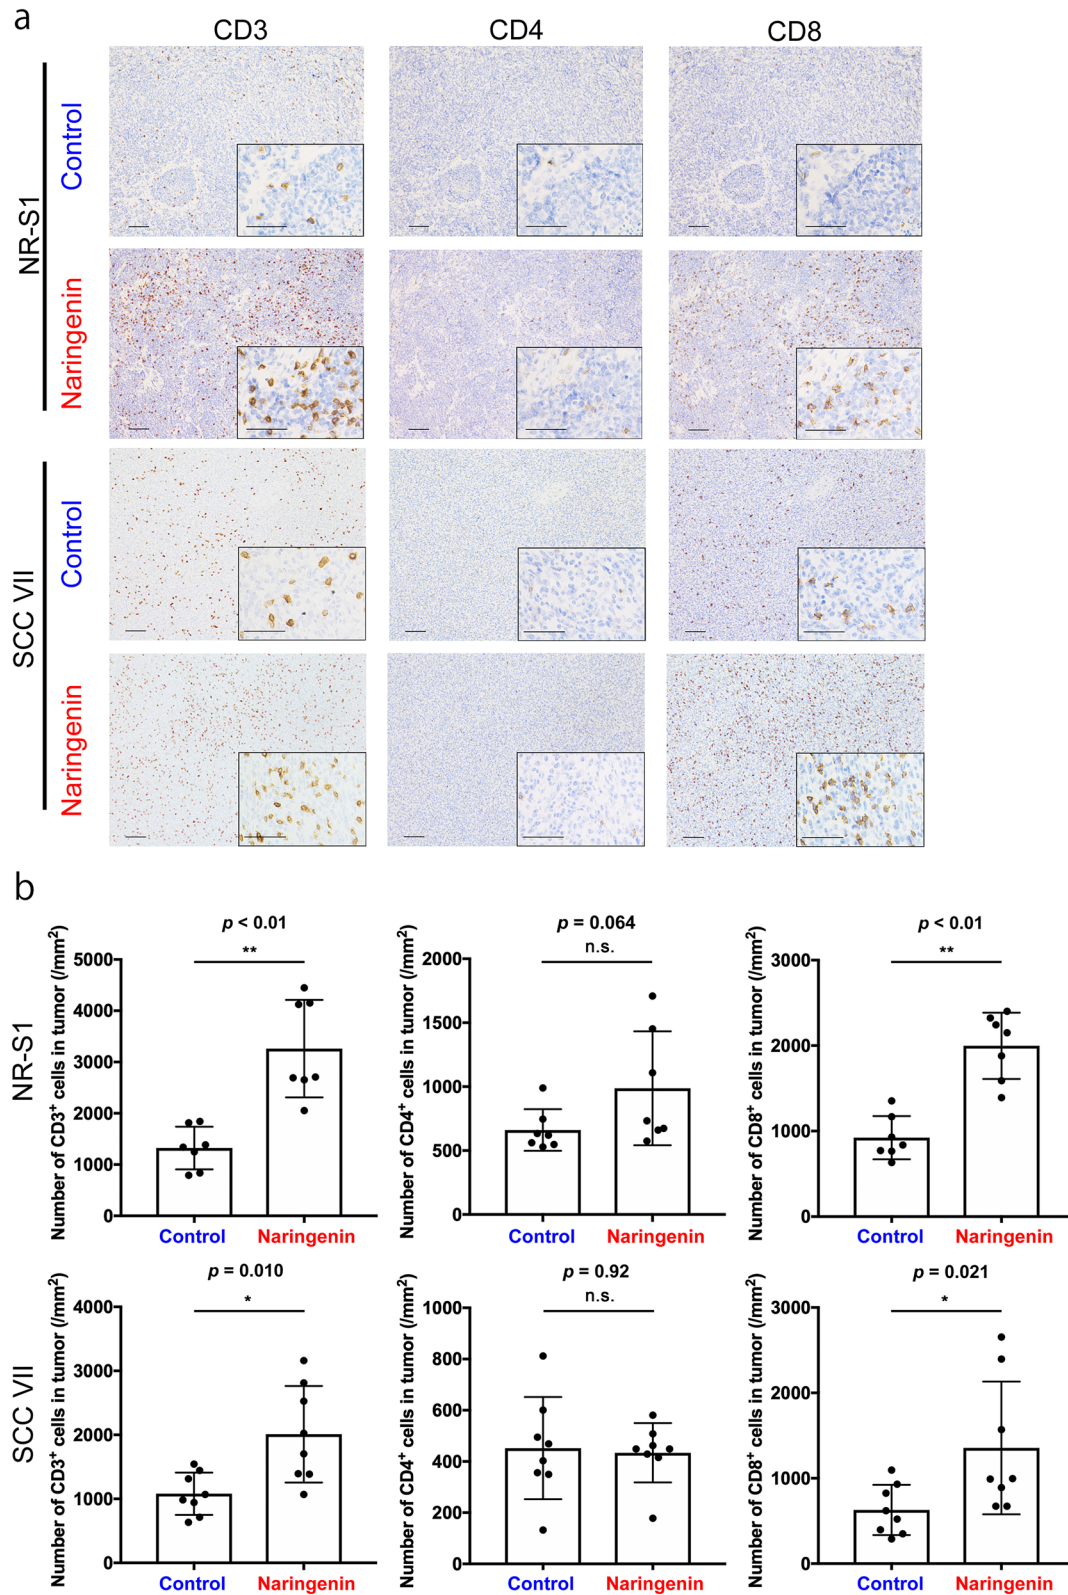 a
CD3 CD4 CD8
NR-S1
Control
Naringenin
SCC VII
Control
Naringenin
b
NR-S1
p < 0.01
**
Number of CD3+ cells in tumor (/mm²)
5000
4000
3000
2000
1000
0
Control Naringenin
p = 0.064
n.s.
Number of CD4+ cells in tumor (/mm²)
2000
1500
1000
500
0
Control Naringenin
p < 0.01
**
Number of CD8+ cells in tumor (/mm²)
3000
2000
1000
0
Control Naringenin
SCC VII
p = 0.010
*
Number of CD3+ cells in tumor (/mm²)
4000
3000
2000
1000
0
Control Naringenin
p = 0.92
n.s.
Number of CD4+ cells in tumor (/mm²)
1000
800
600
400
200
0
Control Naringenin
p = 0.021
*
Number of CD8+ cells in tumor (/mm²)
3000
2000
1000
0
Control Naringenin